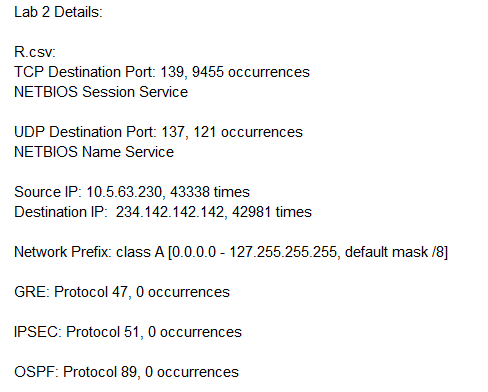 Lab 2 Details:
R.csv:
TCP Destination Port: 139, 9455 occurrences
NETBIOS Session Service
UDP Destination Port: 137, 121 occurrences
NETBIOS Name Service
Source IP: 10.5.63.230, 43338 times
Destination IP:  234.142.142.142, 42981 times
Network Prefix: class A [0.0.0.0 - 127.255.255.255, default mask /8]
GRE: Protocol 47, 0 occurrences
IPSEC: Protocol 51, 0 occurrences
OSPF: Protocol 89, 0 occurrences